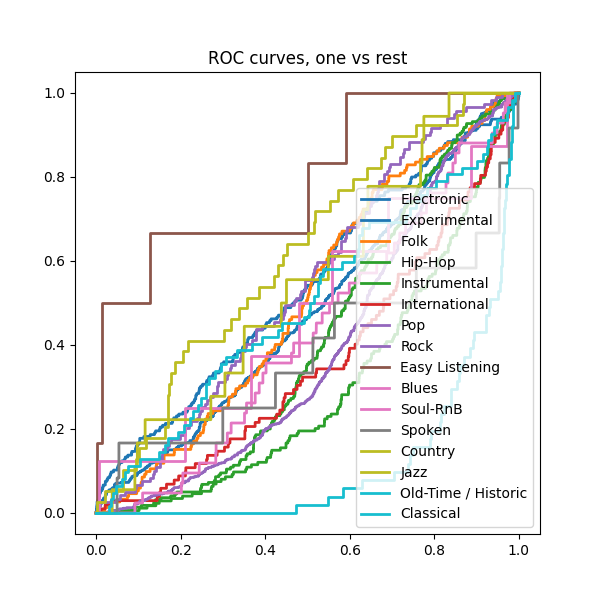 ROC curves, one vs rest
1.0
0.8
0.6
0.4
0.2
0.0
Electronic
Experimental
Folk
Hip-Hop
Instrumental
International
Pop
Rock
Easy Listening
Blues
Soul-RnB
Spoken
Country
Jazz
Old-Time / Historic
Classical
0.0 0.2 0.4 0.6 0.8 1.0